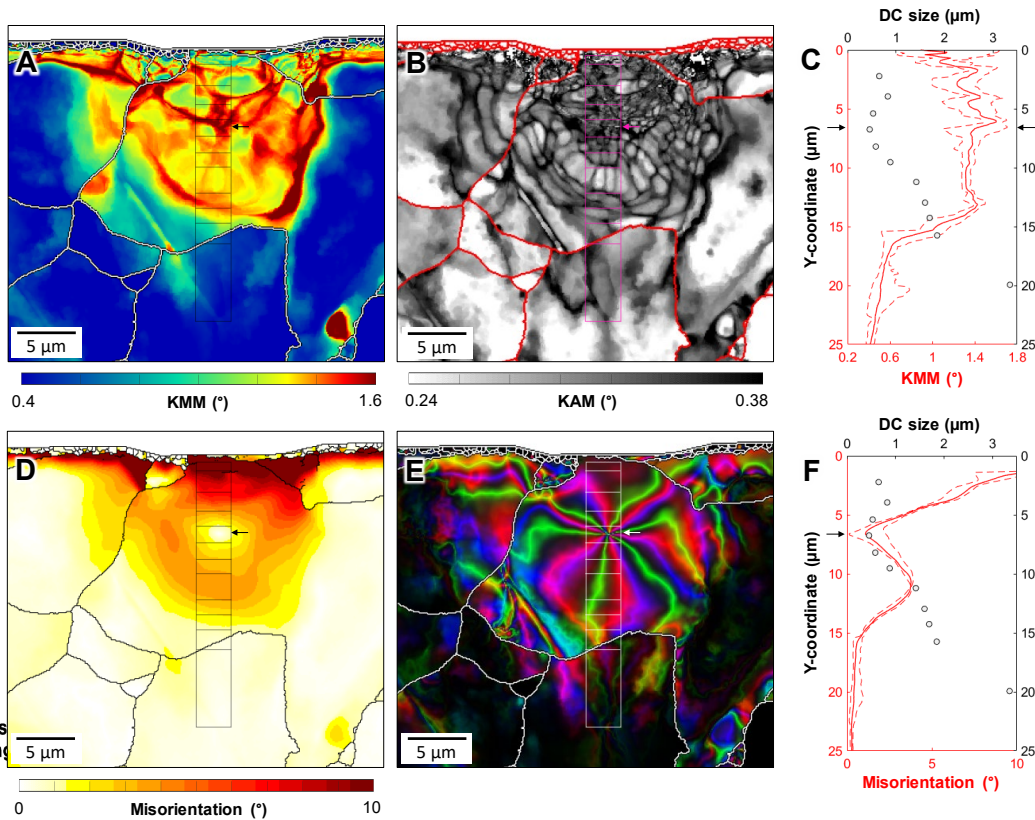 A
5 µm
0.4
KMM (°)
1.6
B
5 µm
0.24
KAM (°)
0.38
C
DC size (µm)
0 1 2 3
0 5 10 15 20 25
Y-coordinate (µm)
0 5 10 15 20 25
0.2 0.6 1 1.4 1.8
KMM (°)
D
5 µm
0
Misorientation (°)
10
E
5 µm
F
DC size (µm)
0 1 2 3
0 5 10 15 20 25
Y-coordinate (µm)
0 5 10 15 20 25
0 5 10
Misorientation (°)